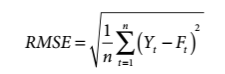 RMSE = √(1/n ∑_{t=1}^{n} (Y_t − F_t)²)